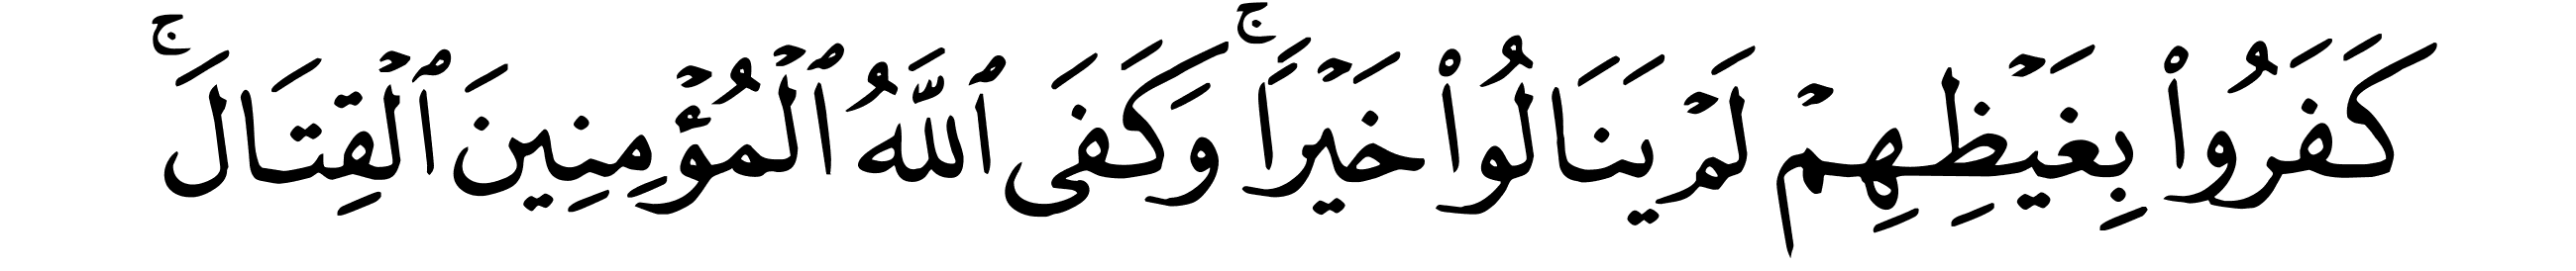 كَفَرُوا۟ بِغَيْظِهِمْ لَمْ يَنَالُوا۟ خَيْرًاۚ وَكَفَى ٱللَّهُ ٱلْمُؤْمِنِينَ ٱلْقِتَالَۚ